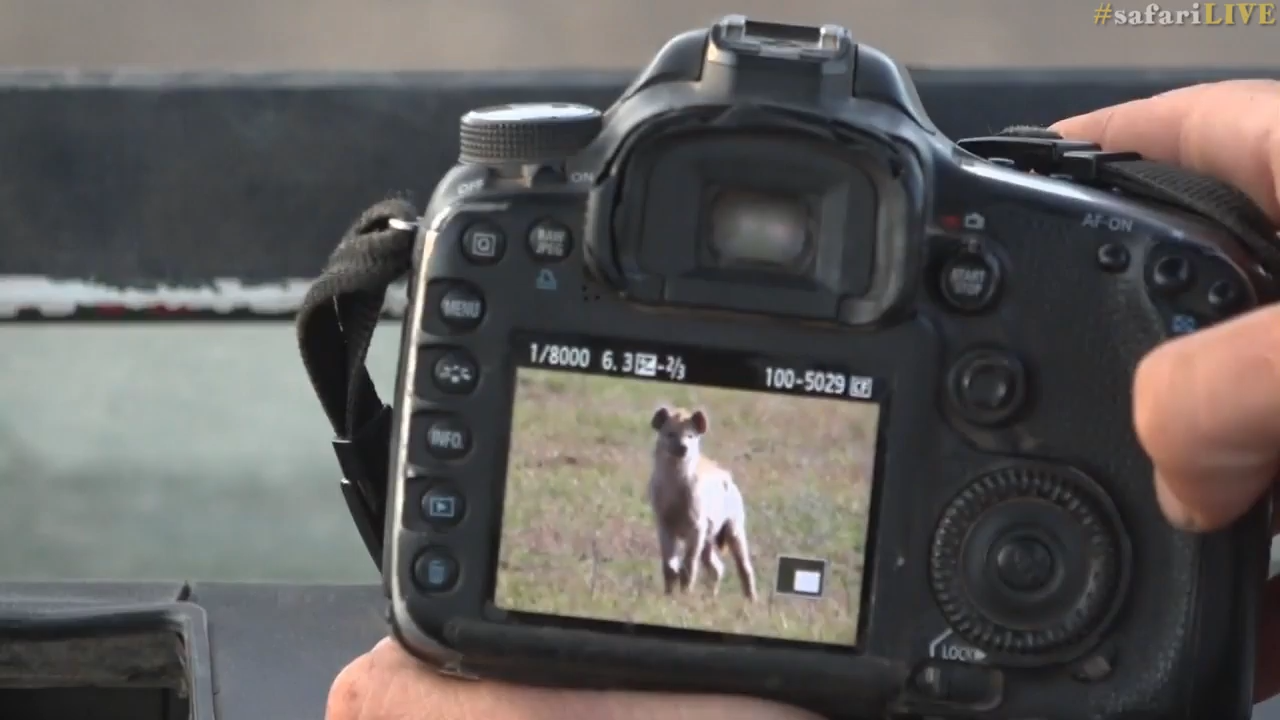 #safariLIVE
OFF ON
AF-ON
RAW
JPEG
START
STOP
MENU
1/8000 6.3 -2/3 100-5029 CF
INFO.
LOCK